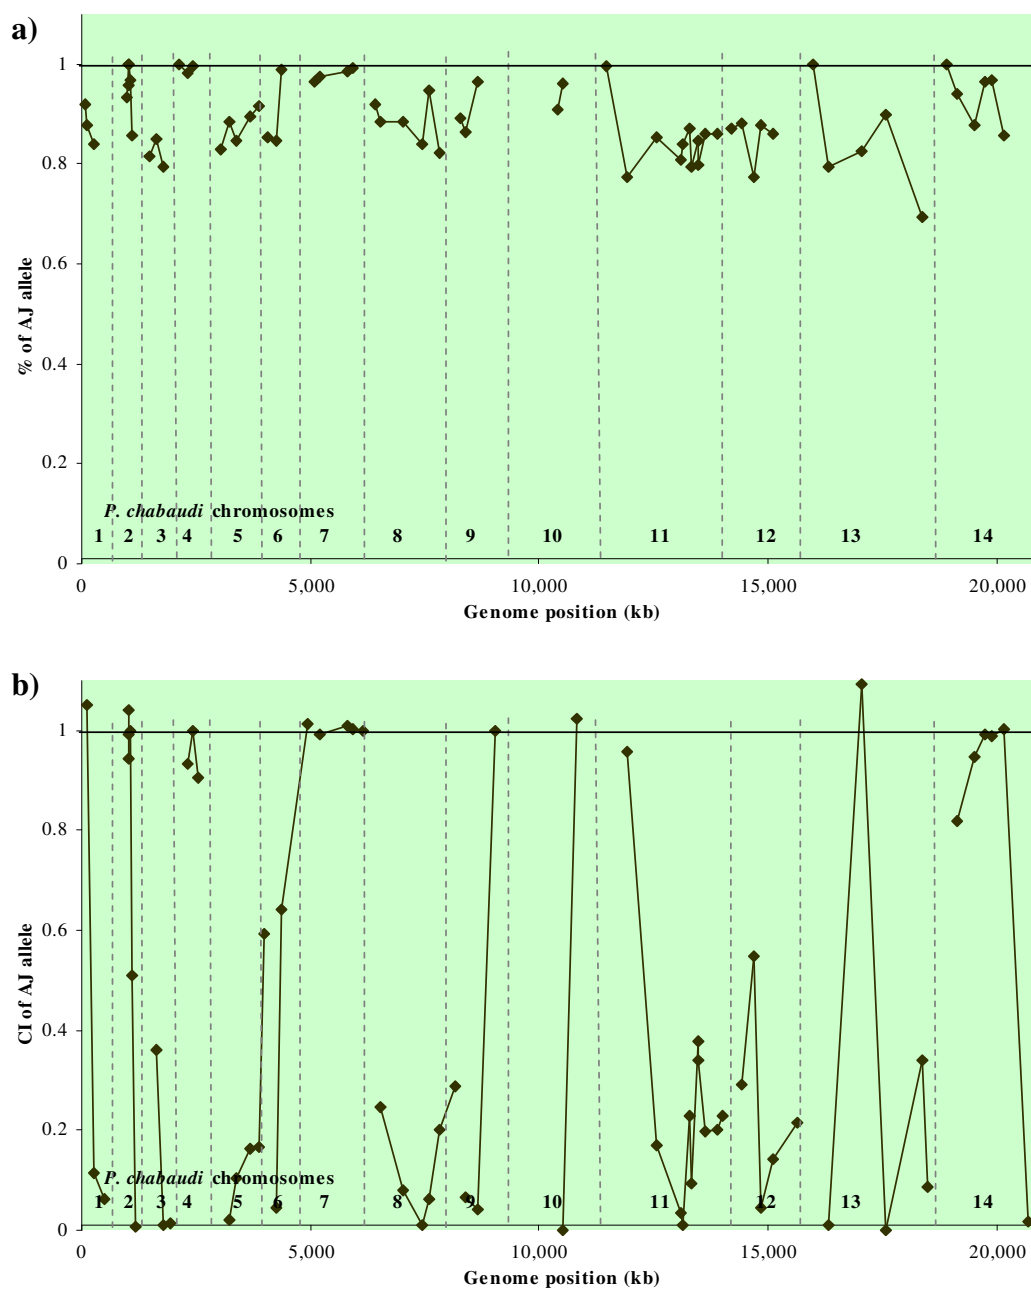 a)
% of AJ allele
1
0.8
0.6
0.4
0.2
0
P. chabaudi chromosomes
1 2 3 4 5 6 7 8 9 10 11 12 13 14
0 5,000 10,000 15,000 20,000
Genome position (kb)
b)
CI of AJ allele
1
0.8
0.6
0.4
0.2
0
P. chabaudi chromosomes
1 2 3 4 5 6 7 8 9 10 11 12 13 14
0 5,000 10,000 15,000 20,000
Genome position (kb)